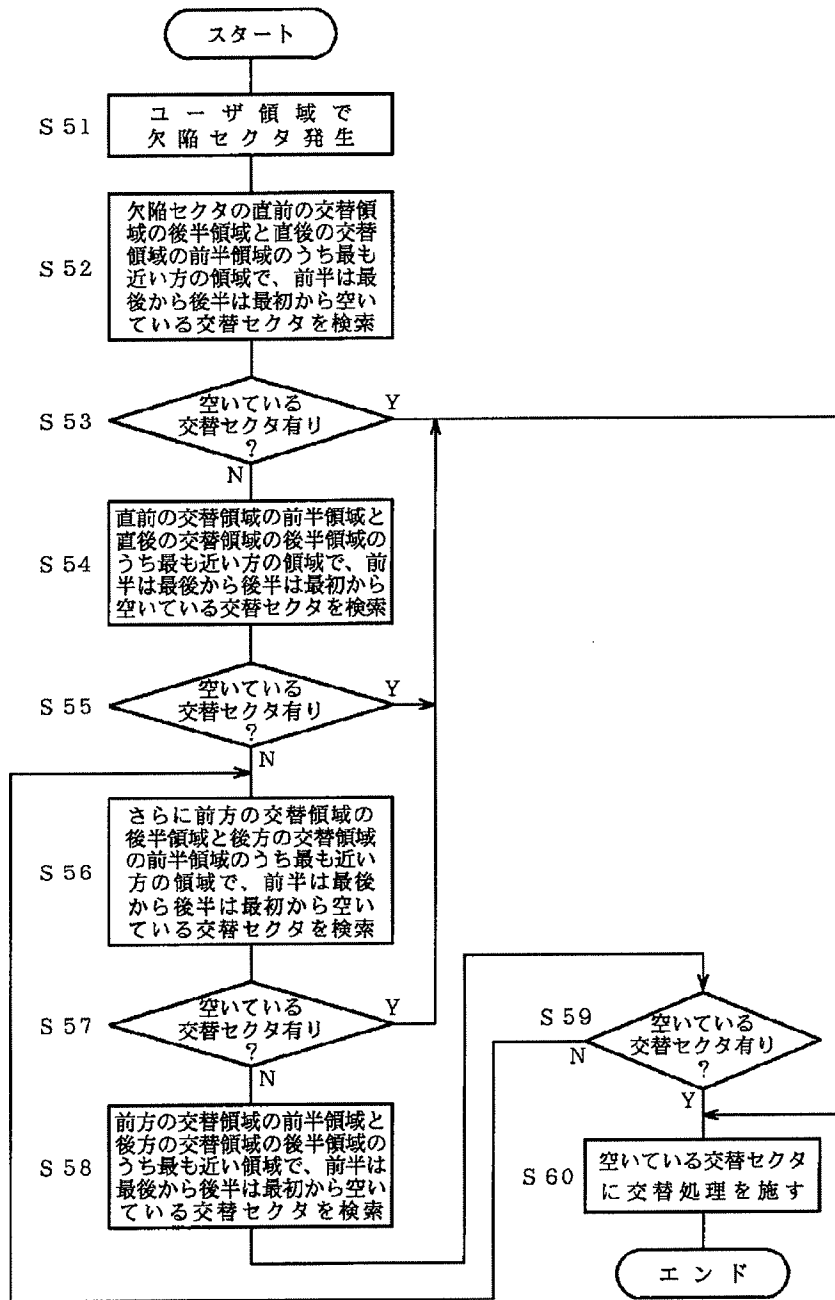 スタート
S 51
ユーザ領域で
欠陥セクタ発生
S 52
欠陥セクタの直前の交替領
域の後半領域と直後の交替
領域の前半領域のうち最も
近い方の領域で、前半は最
後から後半は最初から空い
ている交替セクタを検索
S 53
空いている
交替セクタ有り
?
Y
N
S 54
直前の交替領域の前半領域と
直後の交替領域の後半領域の
うち最も近い方の領域で、前
半は最後から後半は最初から
空いている交替セクタを検索
S 55
空いている
交替セクタ有り
?
Y
N
S 56
さらに前方の交替領域の
後半領域と後方の交替領域
の前半領域のうち最も近い
方の領域で、前半は最後
から後半は最初から空い
ている交替セクタを検索
S 57
空いている
交替セクタ有り
?
Y
N
S 58
前方の交替領域の前半領域と
後方の交替領域の後半領域の
うち最も近い領域で、前半は
最後から後半は最初から空い
ている交替セクタを検索
S 59
空いている
交替セクタ有り
?
N
Y
S 60
空いている交替セクタ
に交替処理を施す
エンド